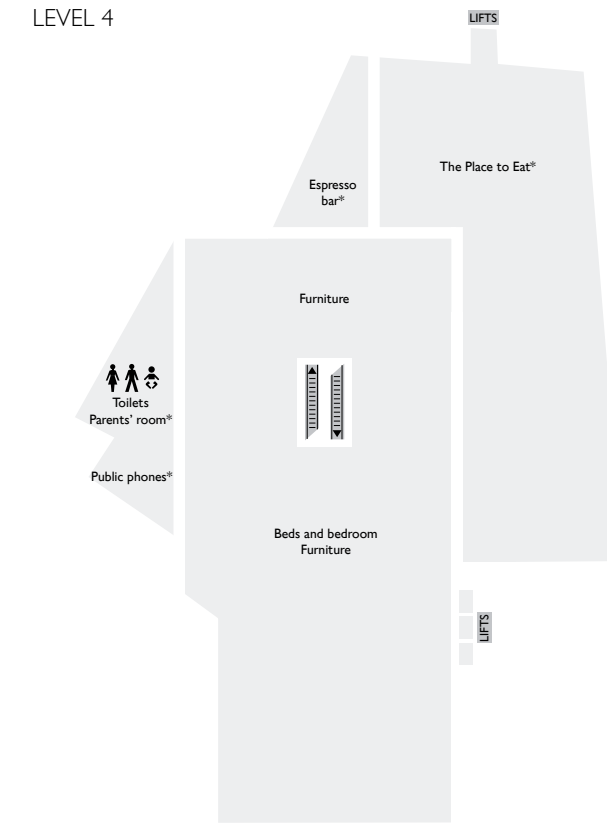 LEVEL 4
LIFTS
The Place to Eat*
Espresso
bar*
Furniture
Toilets
Parents’ room*
Public phones*
Beds and bedroom
Furniture
LIFTS